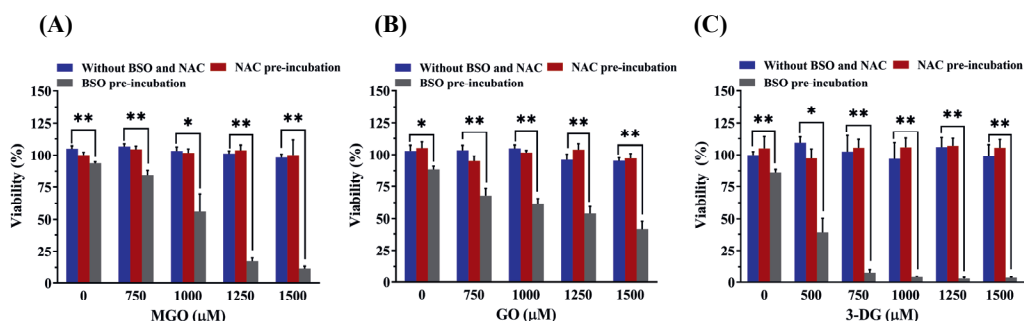 (A)
Without BSO and NAC NAC pre-incubation
BSO pre-incubation
Viability (%)
150
125
100
75
50
25
0
** ** * ** **
0 750 1000 1250 1500
MGO (μM)
(B)
Without BSO and NAC NAC pre-incubation
BSO pre-incubation
Viability (%)
150
125
100
75
50
25
0
* ** ** ** **
0 750 1000 1250 1500
GO (μM)
(C)
Without BSO and NAC NAC pre-incubation
BSO pre-incubation
Viability (%)
150
125
100
75
50
25
0
** * ** ** ** **
0 500 750 1000 1250 1500
3-DG (μM)